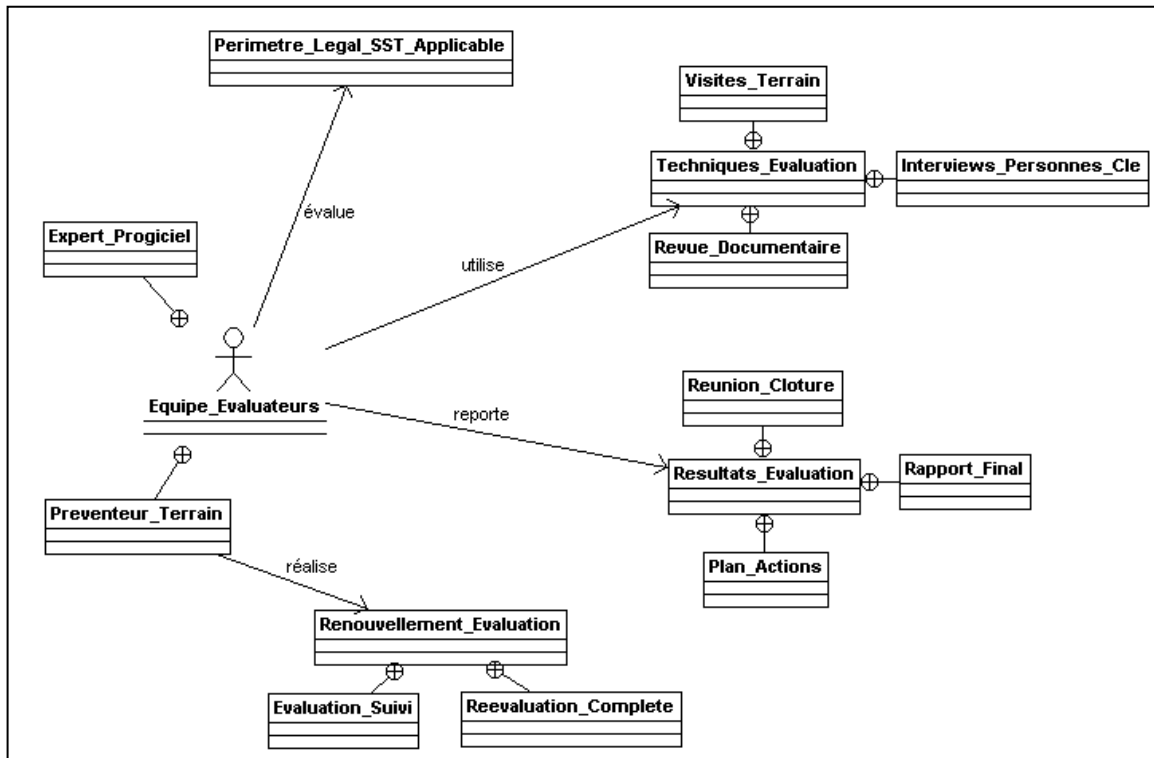 Perimetre_Legal_SST_Applicable
Visites_Terrain
Techniques_Evaluation
Interviews_Personnes_Cle
évalue
Expert_Progiciel
Revue_Documentaire
utilise
Reunion_Cloture
Equipe_Evaluateurs
reporte
Resultats_Evaluation
Rapport_Final
Preventeur_Terrain
réalise
Plan_Actions
Renouvellement_Evaluation
Evaluation_Suivi
Reevaluation_Complete